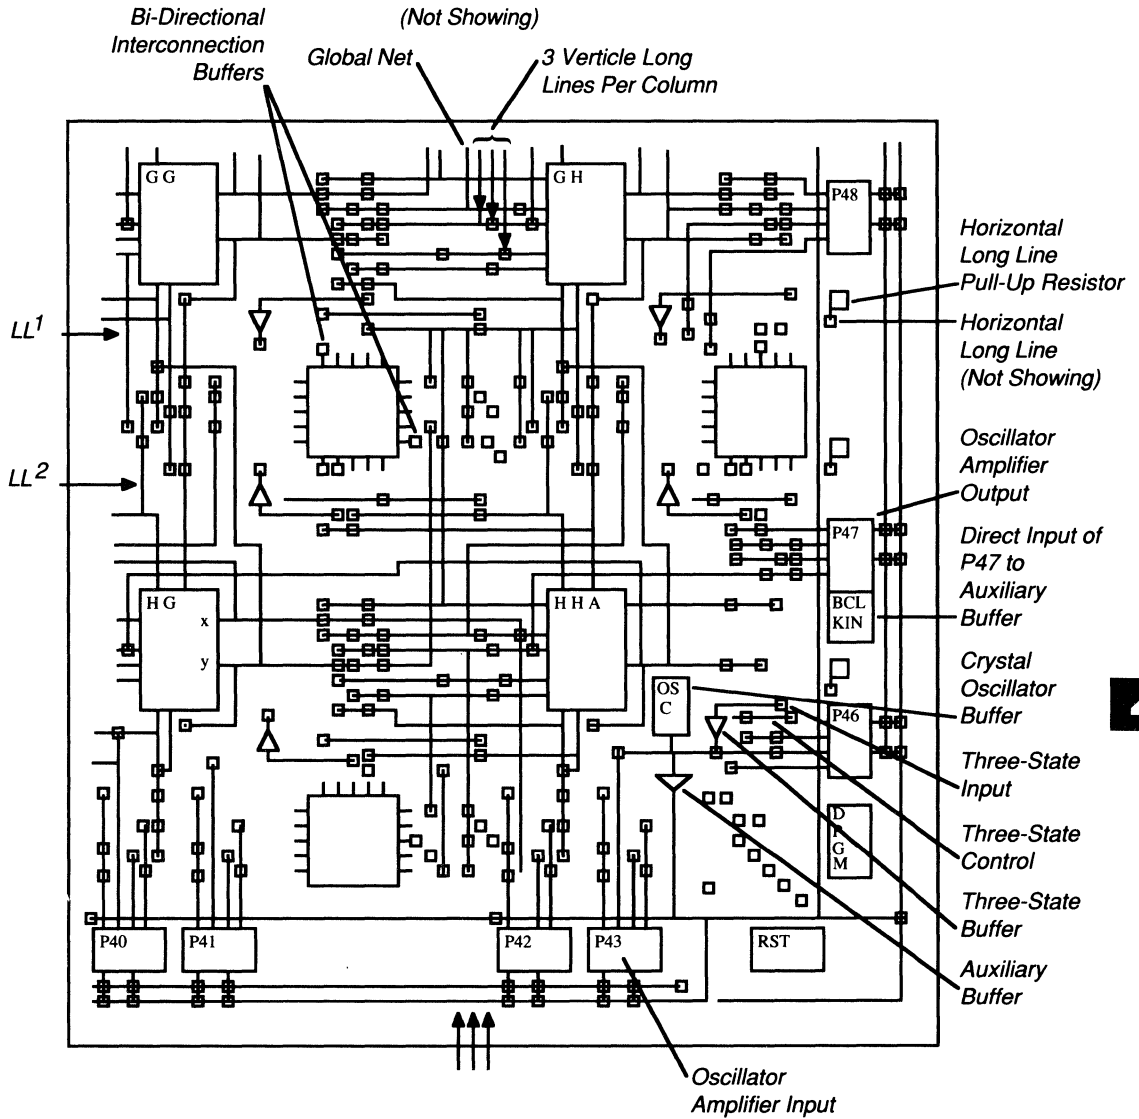 Bi-Directional
Interconnection
Buffers
(Not Showing)
Global Net
3 Verticle Long
Lines Per Column
G G
G H
P48
Horizontal
Long Line
Pull-Up Resistor
LL1
Horizontal
Long Line
(Not Showing)
LL2
Oscillator
Amplifier
Output
P47
Direct Input of
P47 to
Auxiliary
Buffer
H G
x
y
H H A
BCL
KIN
Crystal
Oscillator
Buffer
OS
C
P46
Three-State
Input
D
P
G
M
Three-State
Control
Three-State
Buffer
P40
P41
P42
P43
RST
Auxiliary
Buffer
Oscillator
Amplifier Input